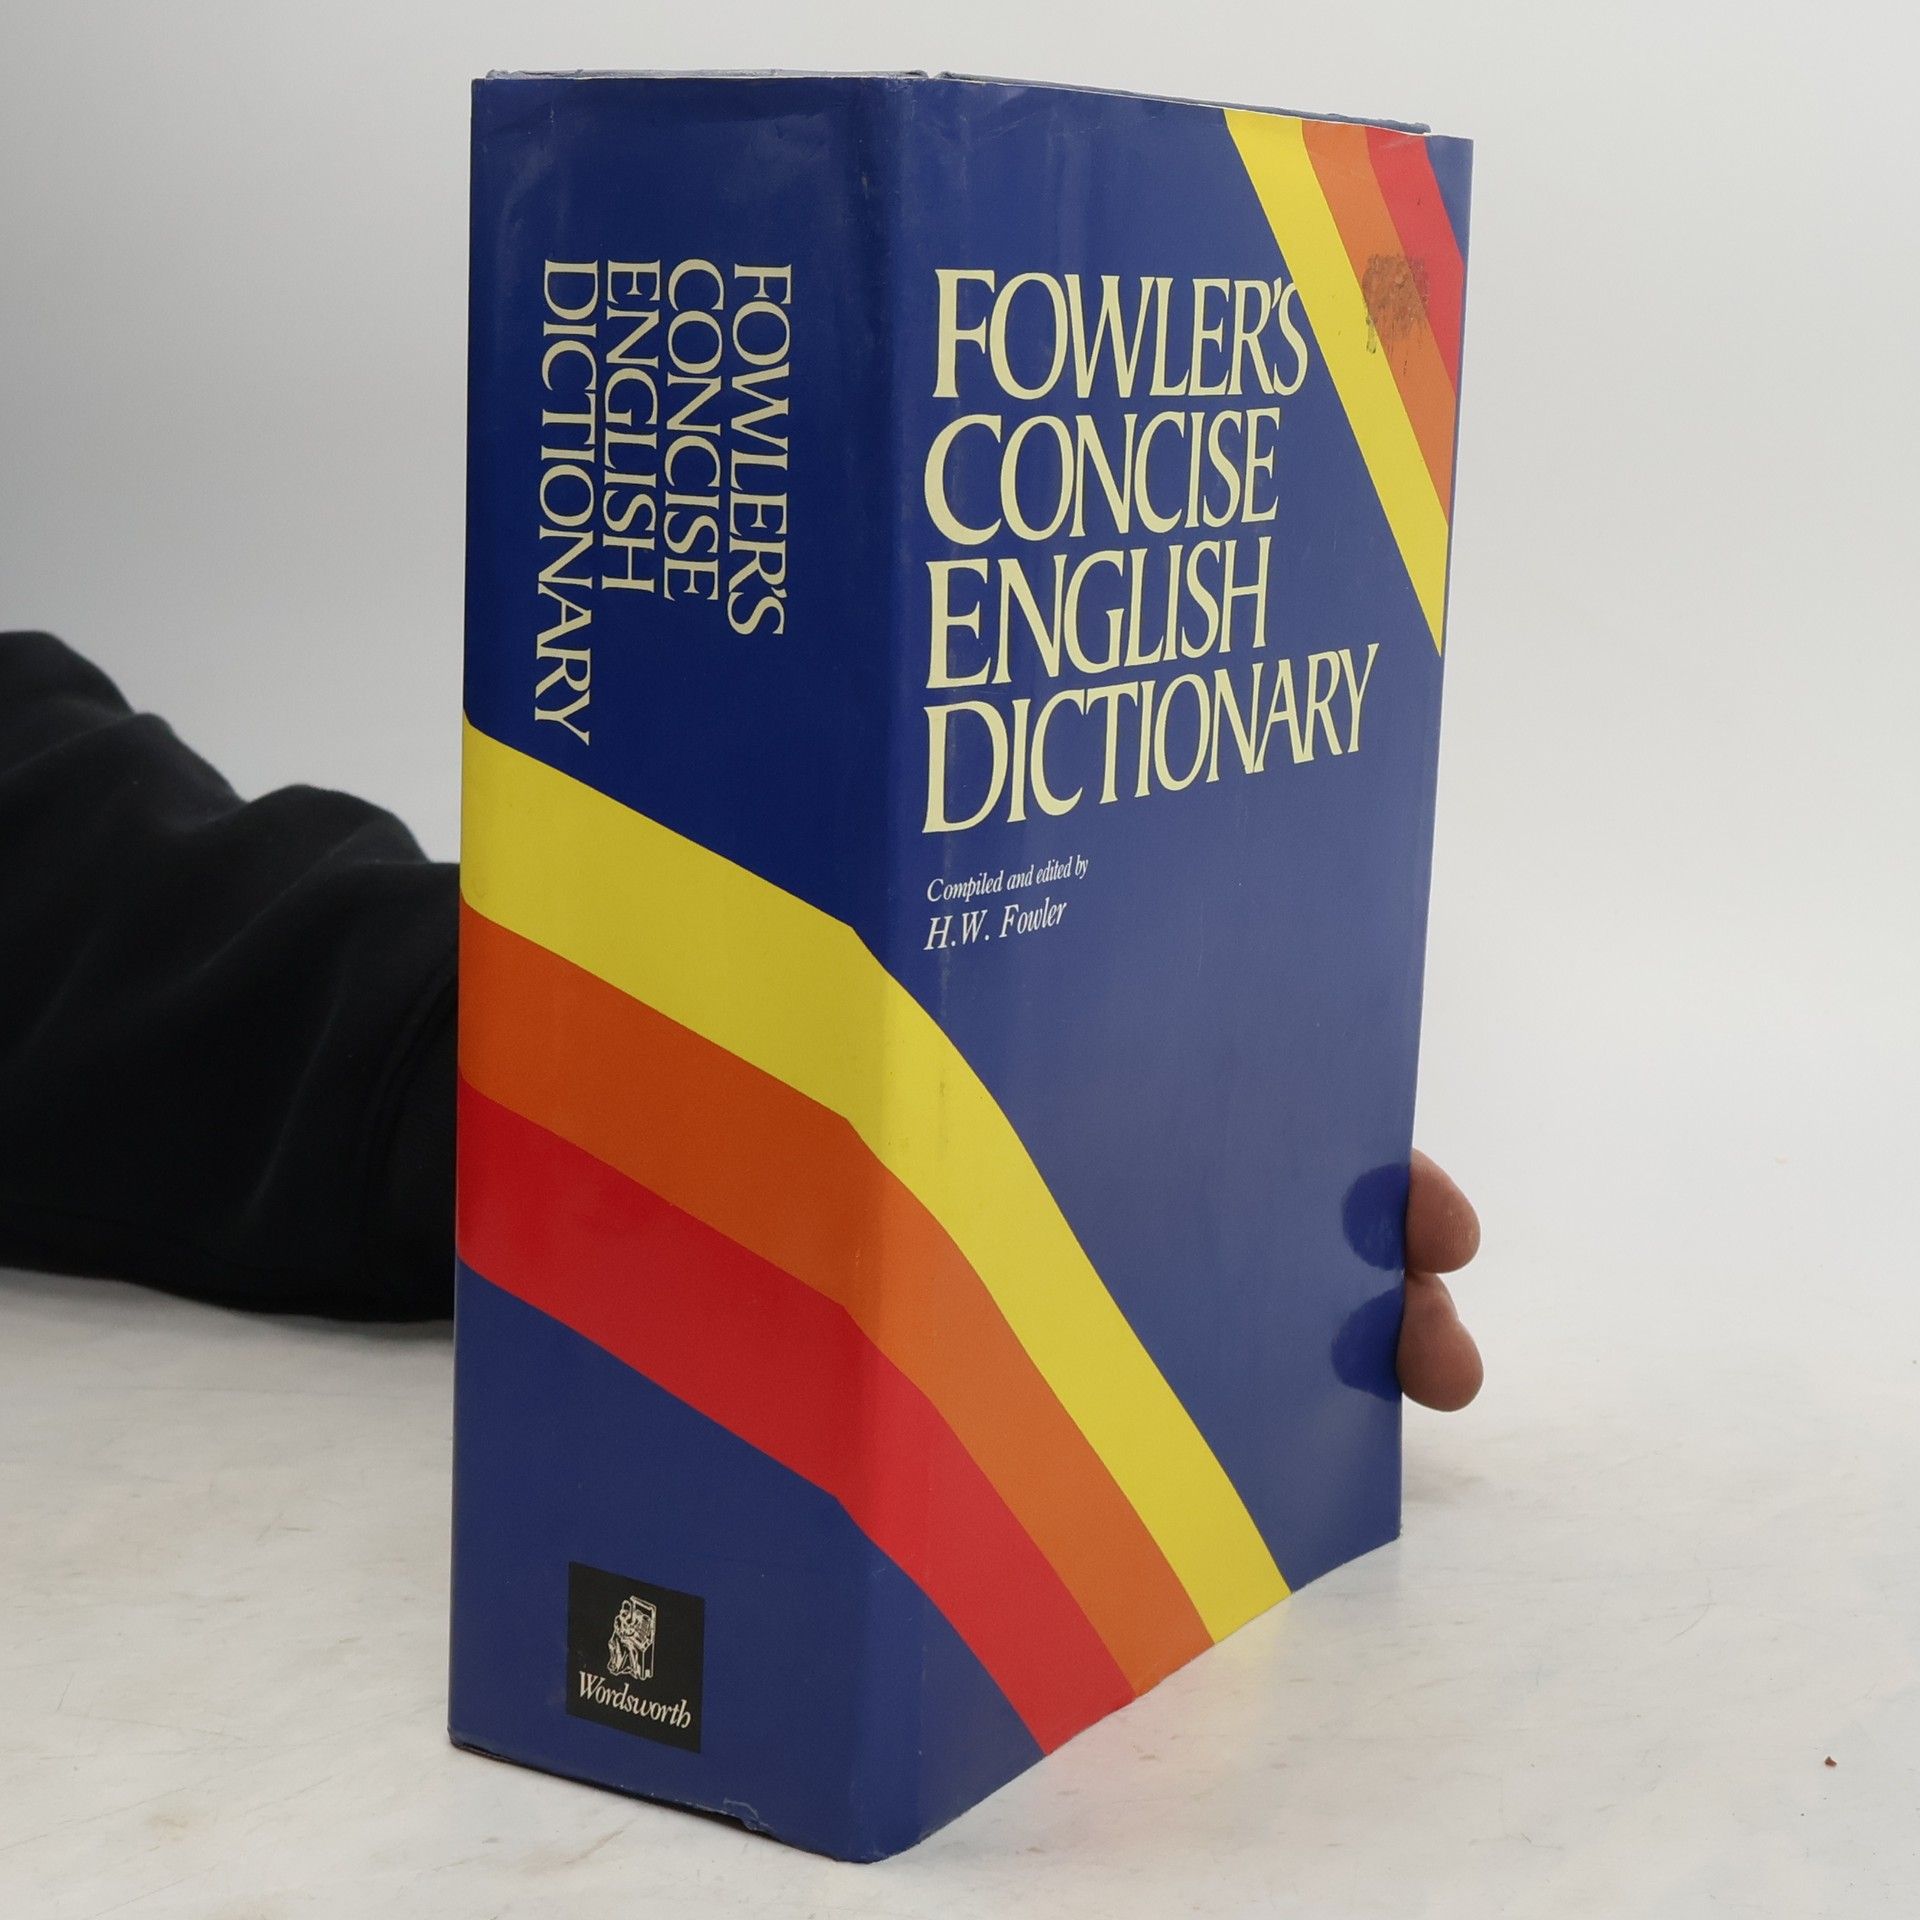 FOWLER'S
CONCISE
ENGLISH
DICTIONARY
Wordsworth
FOWLER'S
CONCISE
ENGLISH
DICTIONARY
Compiled and edited by
H.W. Fowler